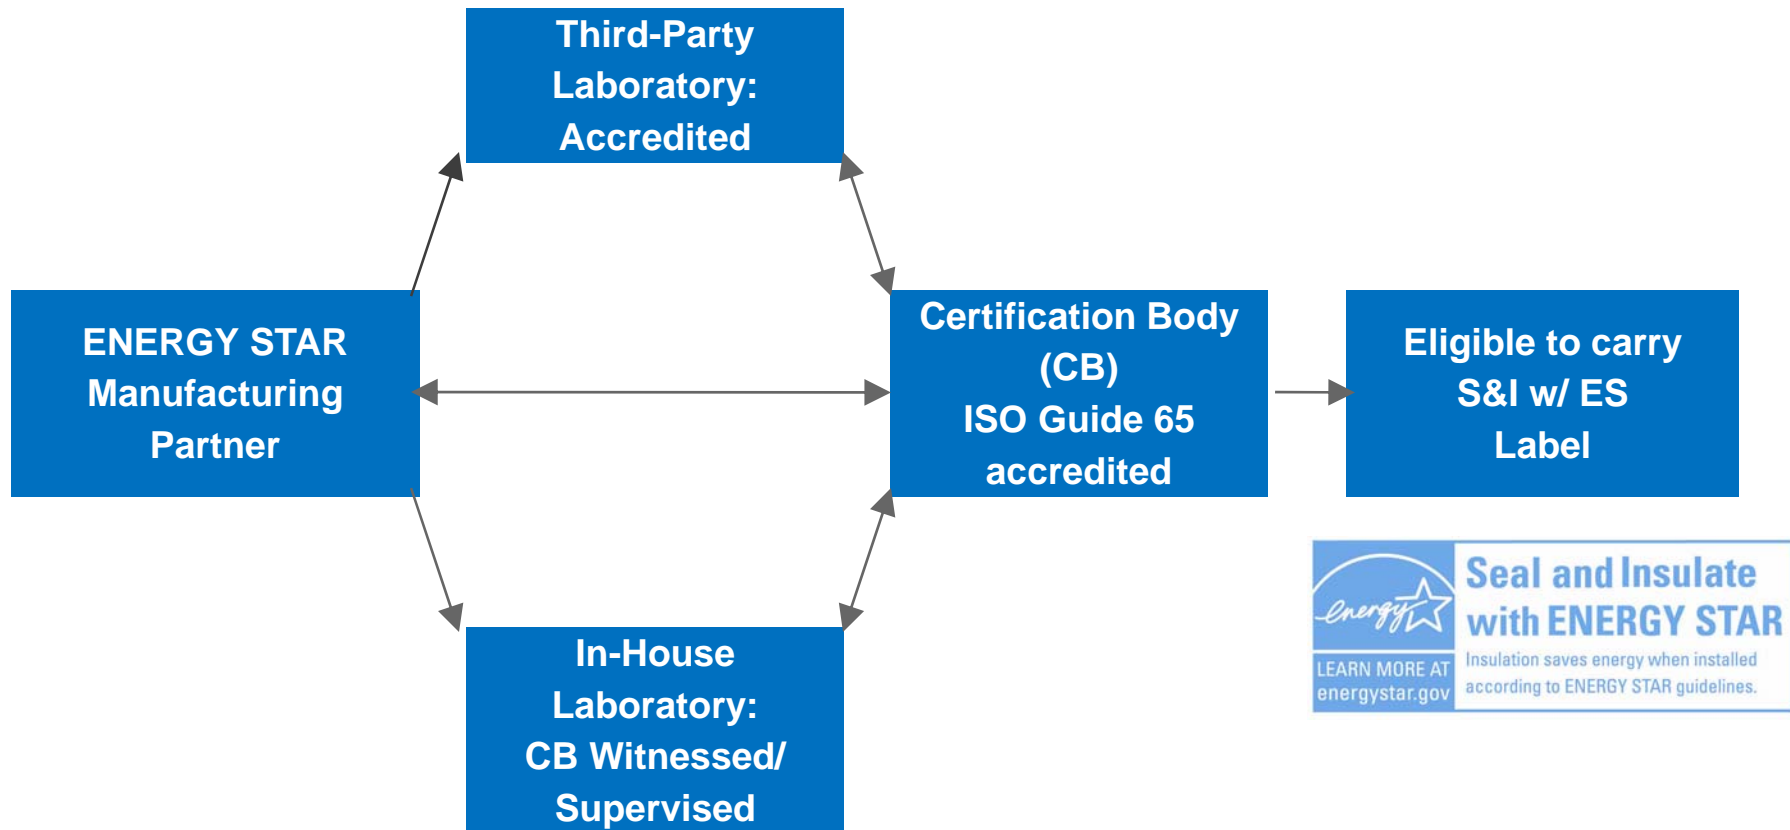 Third-Party
Laboratory:
Accredited
ENERGY STAR
Manufacturing
Partner
Certification Body
(CB)
ISO Guide 65
accredited
Eligible to carry
S&I w/ ES
Label
In-House
Laboratory:
CB Witnessed/
Supervised
energy
LEARN MORE AT
energystar.gov
Seal and Insulate
with ENERGY STAR
Insulation saves energy when installed
according to ENERGY STAR guidelines.